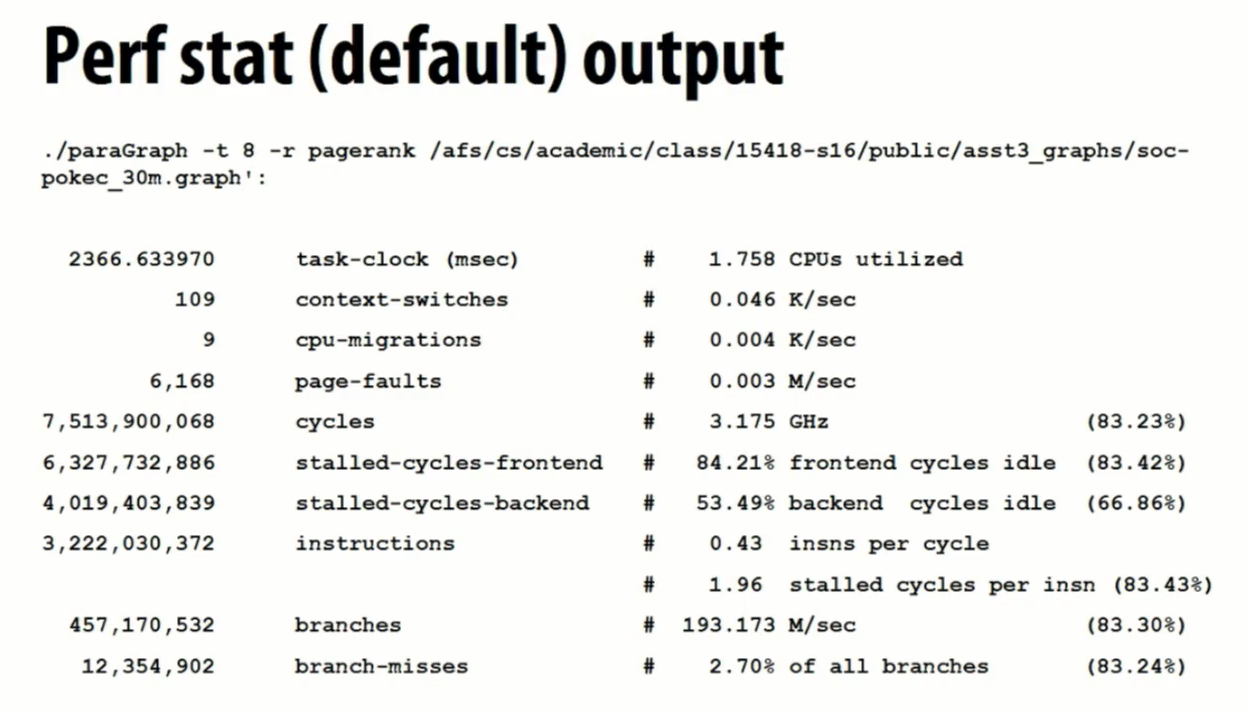 Perf stat (default) output
./paraGraph -t 8 -r pagerank /afs/cs/academic/class/15418-s16/public/asst3_graphs/soc-
pokec_30m.graph':
2366.633970 task-clock (msec) # 1.758 CPUs utilized
109 context-switches # 0.046 K/sec
9 cpu-migrations # 0.004 K/sec
6,168 page-faults # 0.003 M/sec
7,513,900,068 cycles # 3.175 GHz (83.23%)
6,327,732,886 stalled-cycles-frontend # 84.21% frontend cycles idle (83.42%)
4,019,403,839 stalled-cycles-backend # 53.49% backend cycles idle (66.86%)
3,222,030,372 instructions # 0.43 insns per cycle
# 1.96 stalled cycles per insn (83.43%)
457,170,532 branches # 193.173 M/sec (83.30%)
12,354,902 branch-misses # 2.70% of all branches (83.24%)